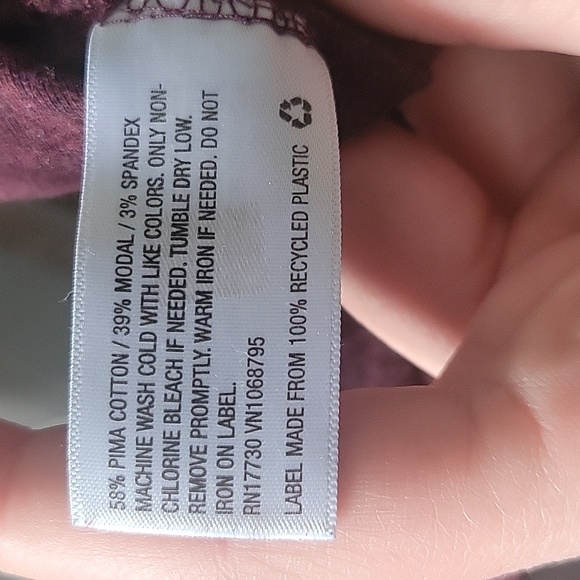 58% PIMA COTTON / 39% MODAL / 3% SPANDEX
MACHINE WASH COLD WITH LIKE COLORS. ONLY NON-
CHLORINE BLEACH IF NEEDED. TUMBLE DRY LOW.
REMOVE PROMPTLY. WARM IRON IF NEEDED. DO NOT
IRON ON LABEL.
RN17730 VN1068795
LABEL MADE FROM 100% RECYCLED PLASTIC